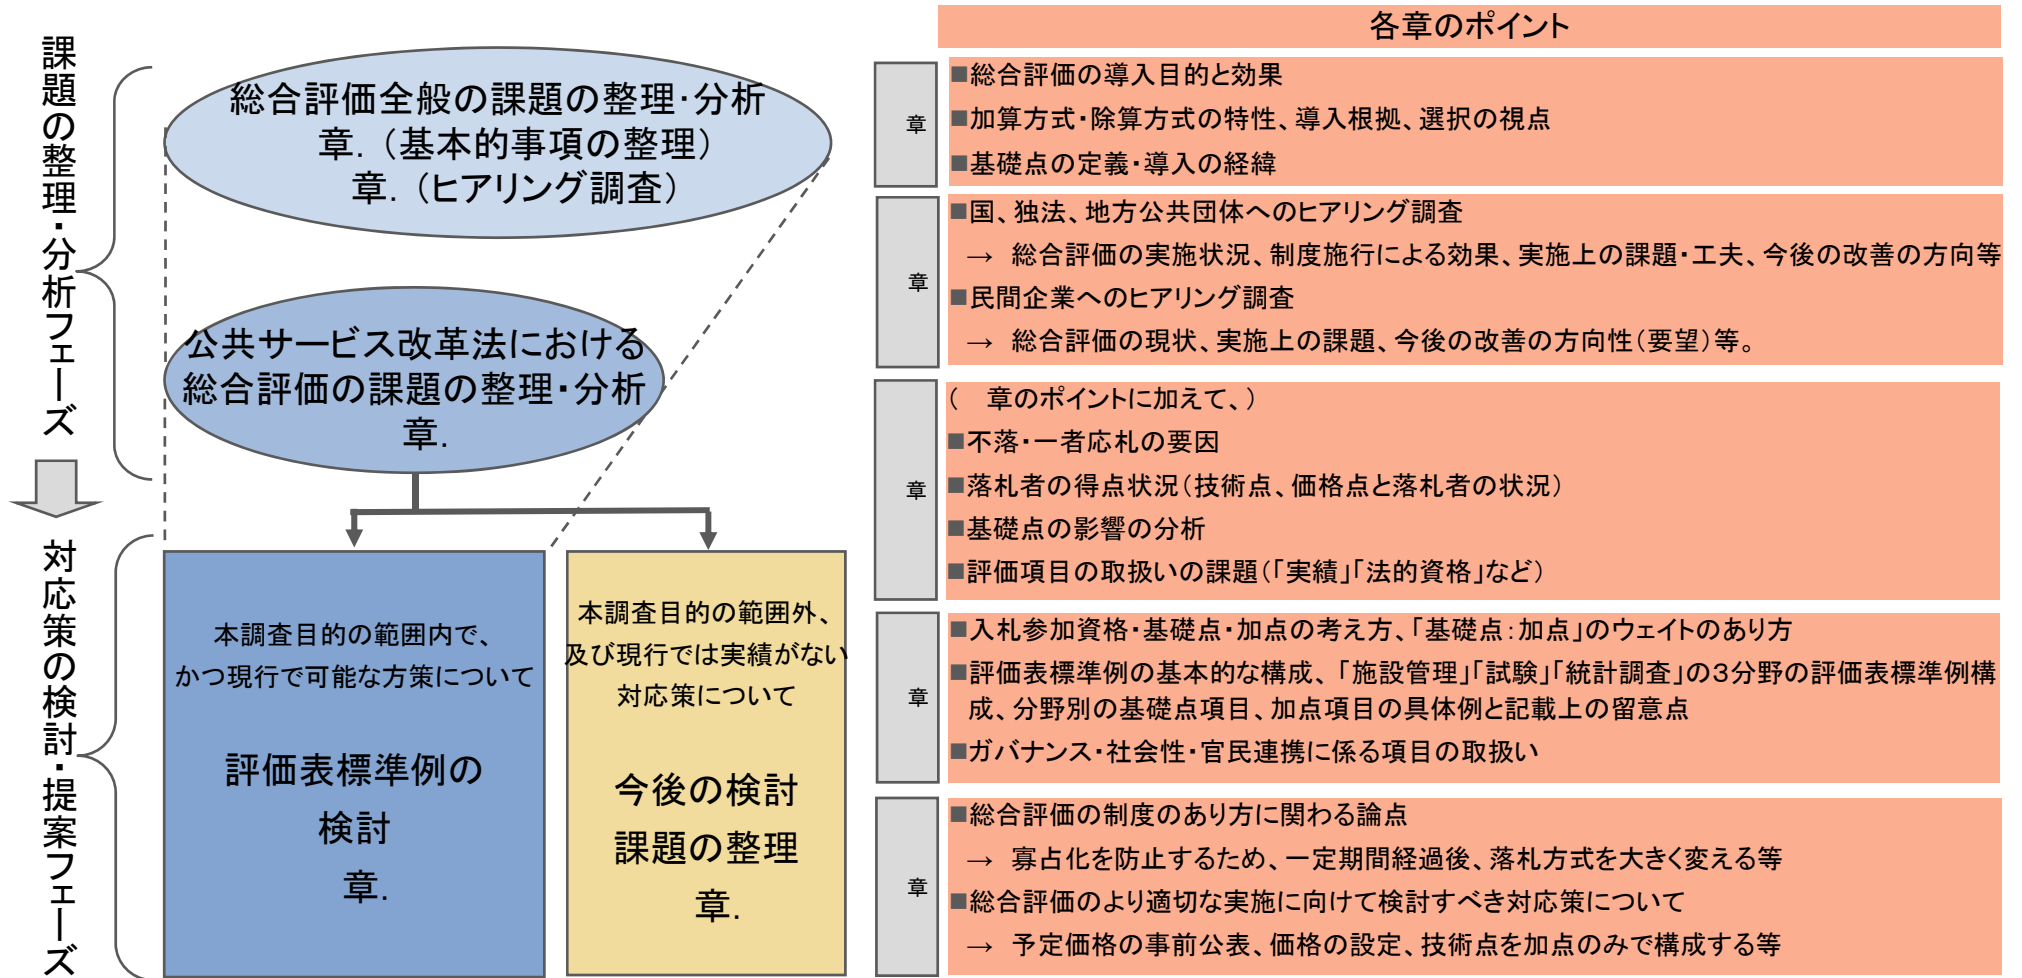 課題の整理・分析フェーズ
対応策の検討・提案フェーズ
総合評価全般の課題の整理・分析
章.（基本的事項の整理）
章.（ヒアリング調査）
公共サービス改革法における
総合評価の課題の整理・分析
章.
本調査目的の範囲内で、
かつ現行で可能な方策について
評価表標準例の
検討
章.
本調査目的の範囲外、
及び現行では実績がない
対応策について
今後の検討
課題の整理
章.
各章のポイント
章
■総合評価の導入目的と効果
■加算方式・除算方式の特性、導入根拠、選択の視点
■基礎点の定義・導入の経緯
章
■国、独法、地方公共団体へのヒアリング調査
→ 総合評価の実施状況、制度施行による効果、実施上の課題・工夫、今後の改善の方向等
■民間企業へのヒアリング調査
→ 総合評価の現状、実施上の課題、今後の改善の方向性（要望）等。
章
（　章のポイントに加えて、）
■不落・一者応札の要因
■落札者の得点状況（技術点、価格点と落札者の状況）
■基礎点の影響の分析
■評価項目の取扱いの課題（「実績」「法的資格」など）
章
■入札参加資格・基礎点・加点の考え方、「基礎点：加点」のウェイトのあり方
■評価表標準例の基本的な構成、「施設管理」「試験」「統計調査」の３分野の評価表標準例構
成、分野別の基礎点項目、加点項目の具体例と記載上の留意点
■ガバナンス・社会性・官民連携に係る項目の取扱い
章
■総合評価の制度のあり方に関わる論点
→ 寡占化を防止するため、一定期間経過後、落札方式を大きく変える等
■総合評価のより適切な実施に向けて検討すべき対応策について
→ 予定価格の事前公表、価格の設定、技術点を加点のみで構成する等